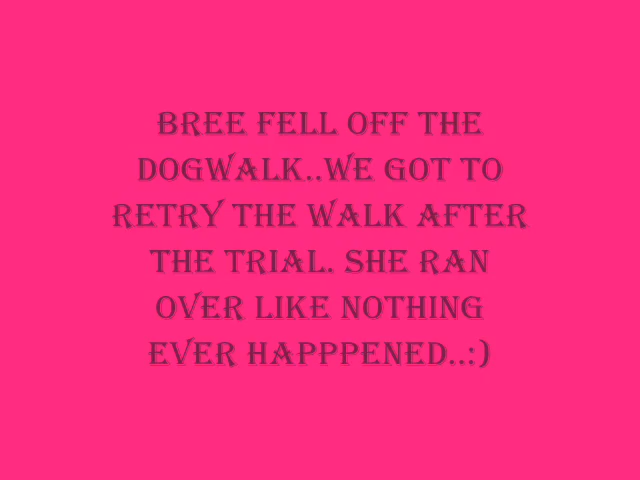 BREE FELL OFF THE
DOGWALK..WE GOT TO
RETRY THE WALK AFTER
THE TRIAL. SHE RAN
OVER LIKE NOTHING
EVER HAPPPENED..:)